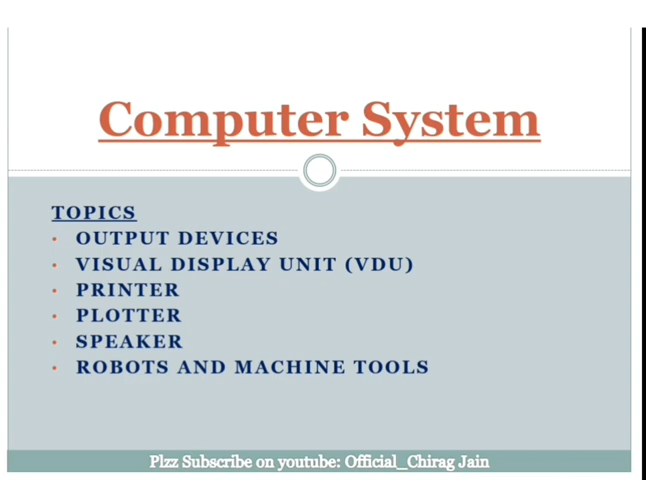 Computer System
TOPICS
• OUTPUT DEVICES
• VISUAL DISPLAY UNIT (VDU)
• PRINTER
• PLOTTER
• SPEAKER
• ROBOTS AND MACHINE TOOLS
Plzz Subscribe on youtube: Official_Chirag Jain